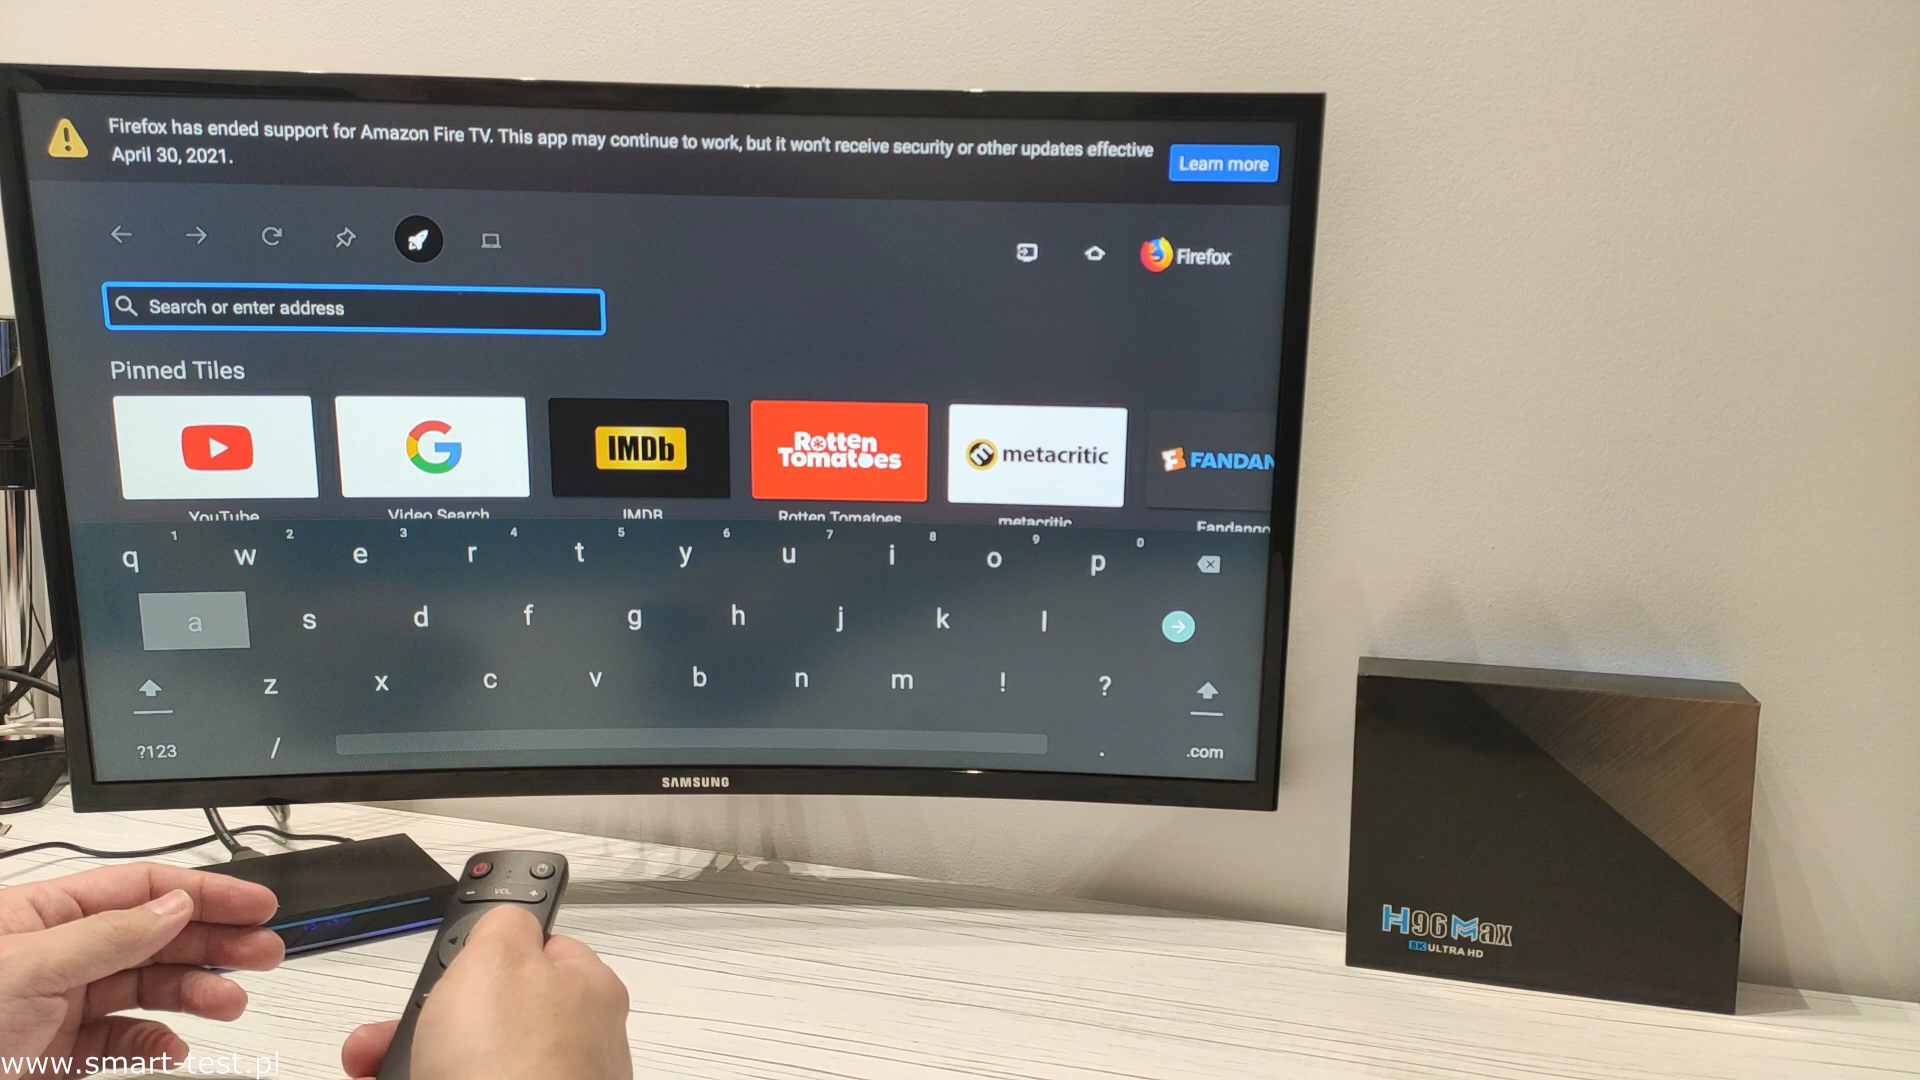 Firefox has ended support for Amazon Fire TV. This app may continue to work, but it won't receive security or other updates effective
April 30, 2021.
Learn more
Firefox
Search or enter address
Pinned Tiles
IMDb
Rotten
Tomatoes
metacritic
FANDAN
YouTube
Video Search
IMDB
Rotten Tomatoes
metacritic
Fandango
1 2 3 4 5 6 7 8 9 0
q w e r t y u i o p
a s d f g h j k l
z x c v b n m ! ?
?123 / . .com
SAMSUNG
- VOL +
H96 Max
8K ULTRA HD
www.smart-test.pl